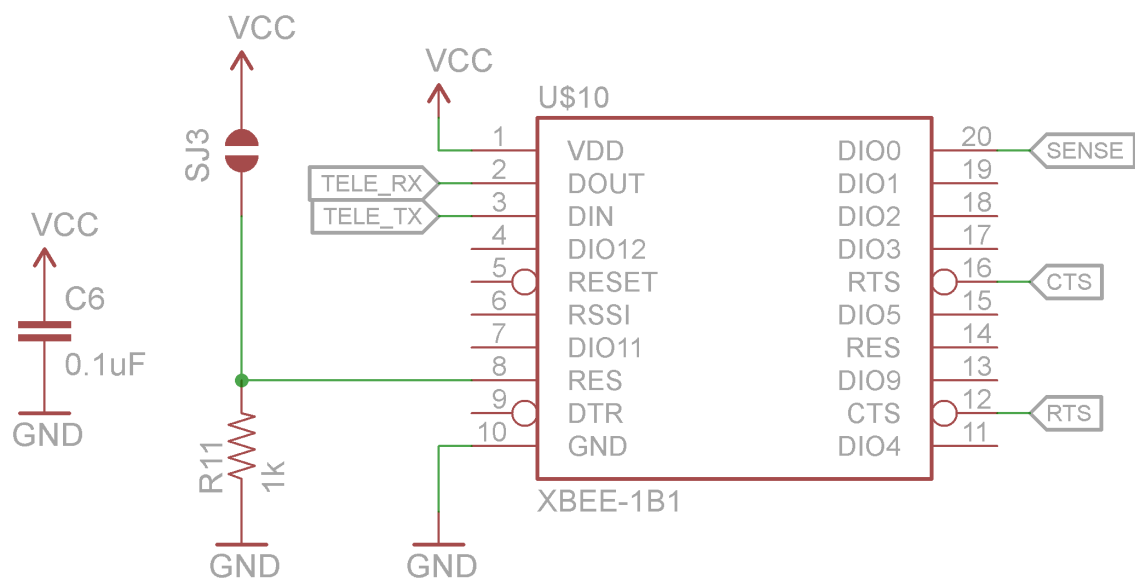 VCC
VCC
U$10
SJ3
1
VDD
DIO0
20
SENSE
TELE_RX
2
DOUT
DIO1
19
TELE_TX
3
DIN
DIO2
18
VCC
4
DIO12
DIO3
17
5
RESET
RTS
16
CTS
C6
6
RSSI
DIO5
15
0.1uF
7
DIO11
RES
14
8
RES
DIO9
13
GND
9
DTR
CTS
12
RTS
R11
1k
10
GND
DIO4
11
XBEE-1B1
GND
GND